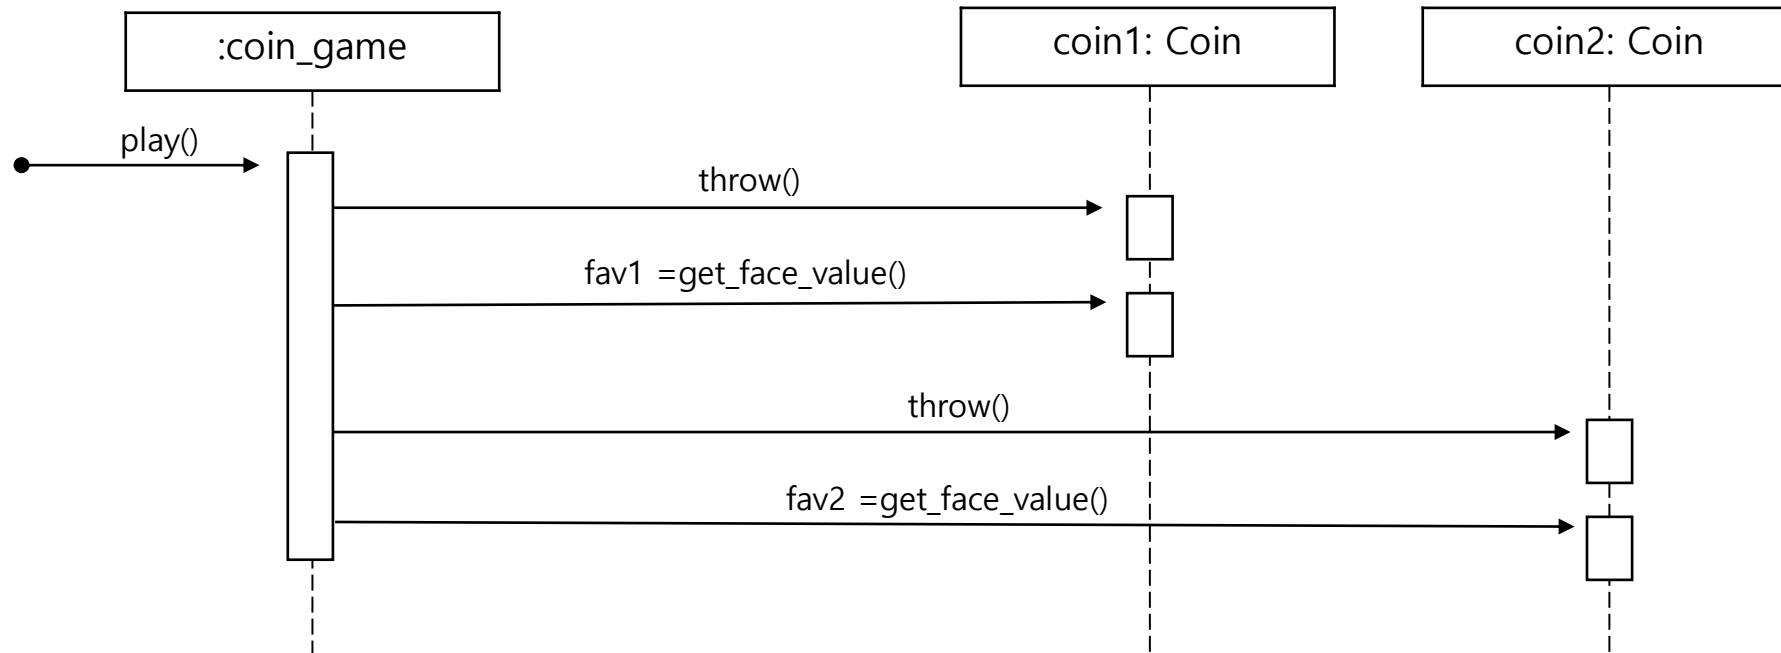 :coin_game
coin1: Coin
coin2: Coin
play()
throw()
fav1 =get_face_value()
throw()
fav2 =get_face_value()